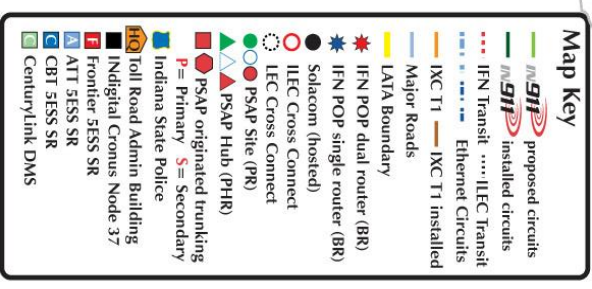 Map Key
IN911 proposed circuits
IN911 installed circuits
IFN Transit ILEC Transit
Ethernet Circuits
IXC T1 IXC T1 installed
Major Roads
LATA Boundary
IFN POP dual router (BR)
IFN POP single router (BR)
Solacom (hosted)
ILEC Cross Connect
LEC Cross Connect
PSAP Site (PR)
PSAP Hub (PHR)
PSAP originated trunking
P= Primary S= Secondary
Indiana State Police
HQ Toll Road Admin Building
INdigital Cronus Node 37
F Frontier 5ESS SR
A ATT 5ESS SR
C CBT 5ESS SR
C CenturyLink DMS